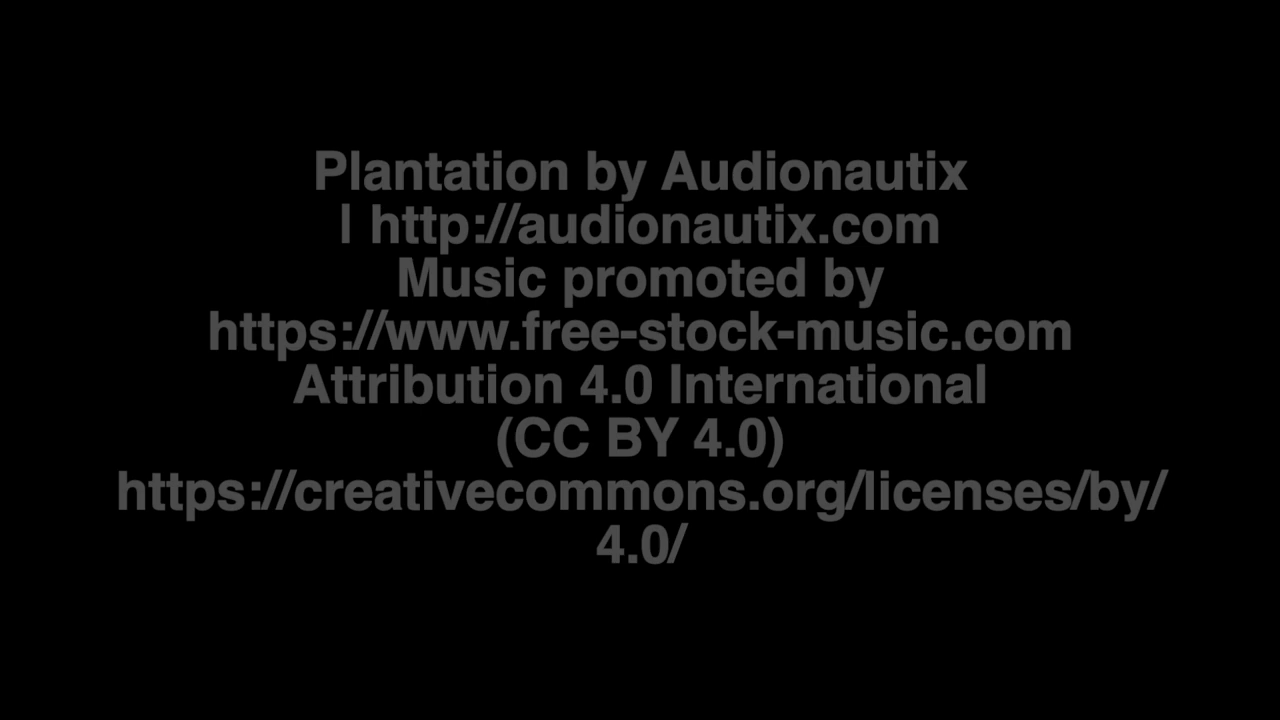 Plantation by Audionautix
| http://audionautix.com
Music promoted by
https://www.free-stock-music.com
Attribution 4.0 International
(CC BY 4.0)
https://creativecommons.org/licenses/by/
4.0/